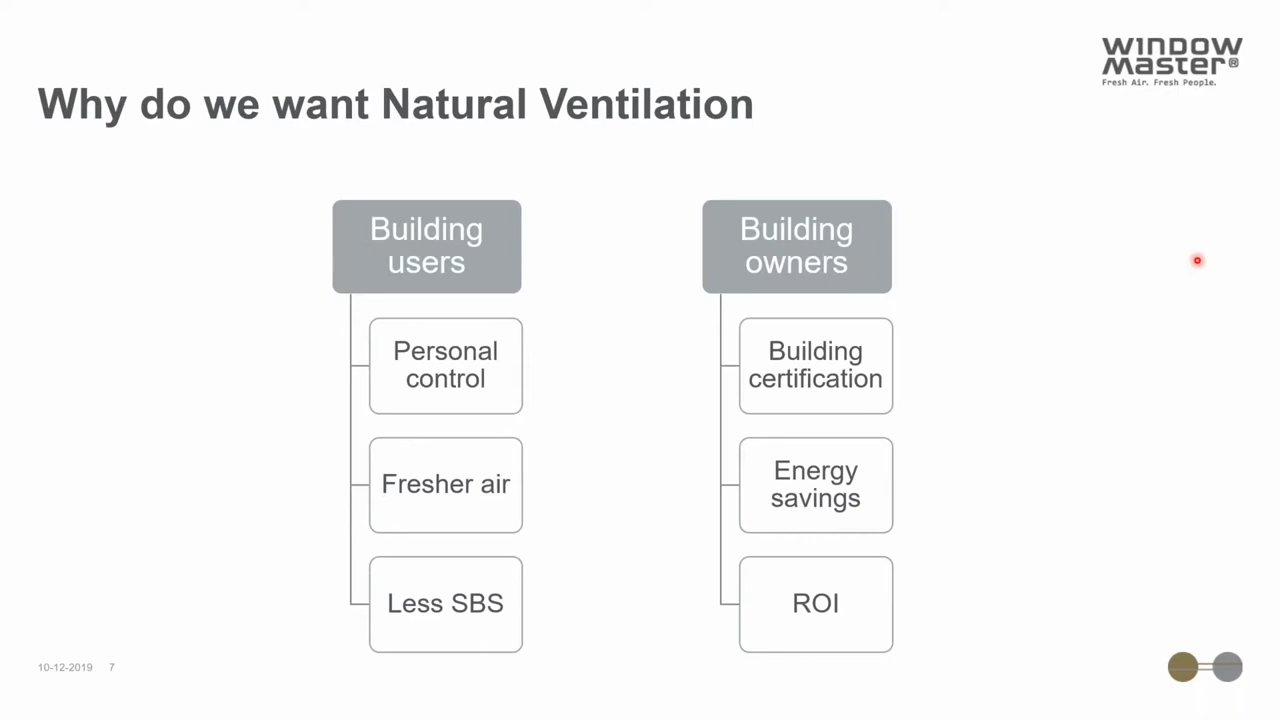 WINDOW
Master®
Fresh Air. Fresh People.
Why do we want Natural Ventilation
Building
users
Personal
control
Fresher air
Less SBS
Building
owners
Building
certification
Energy
savings
ROI
10-12-2019 7